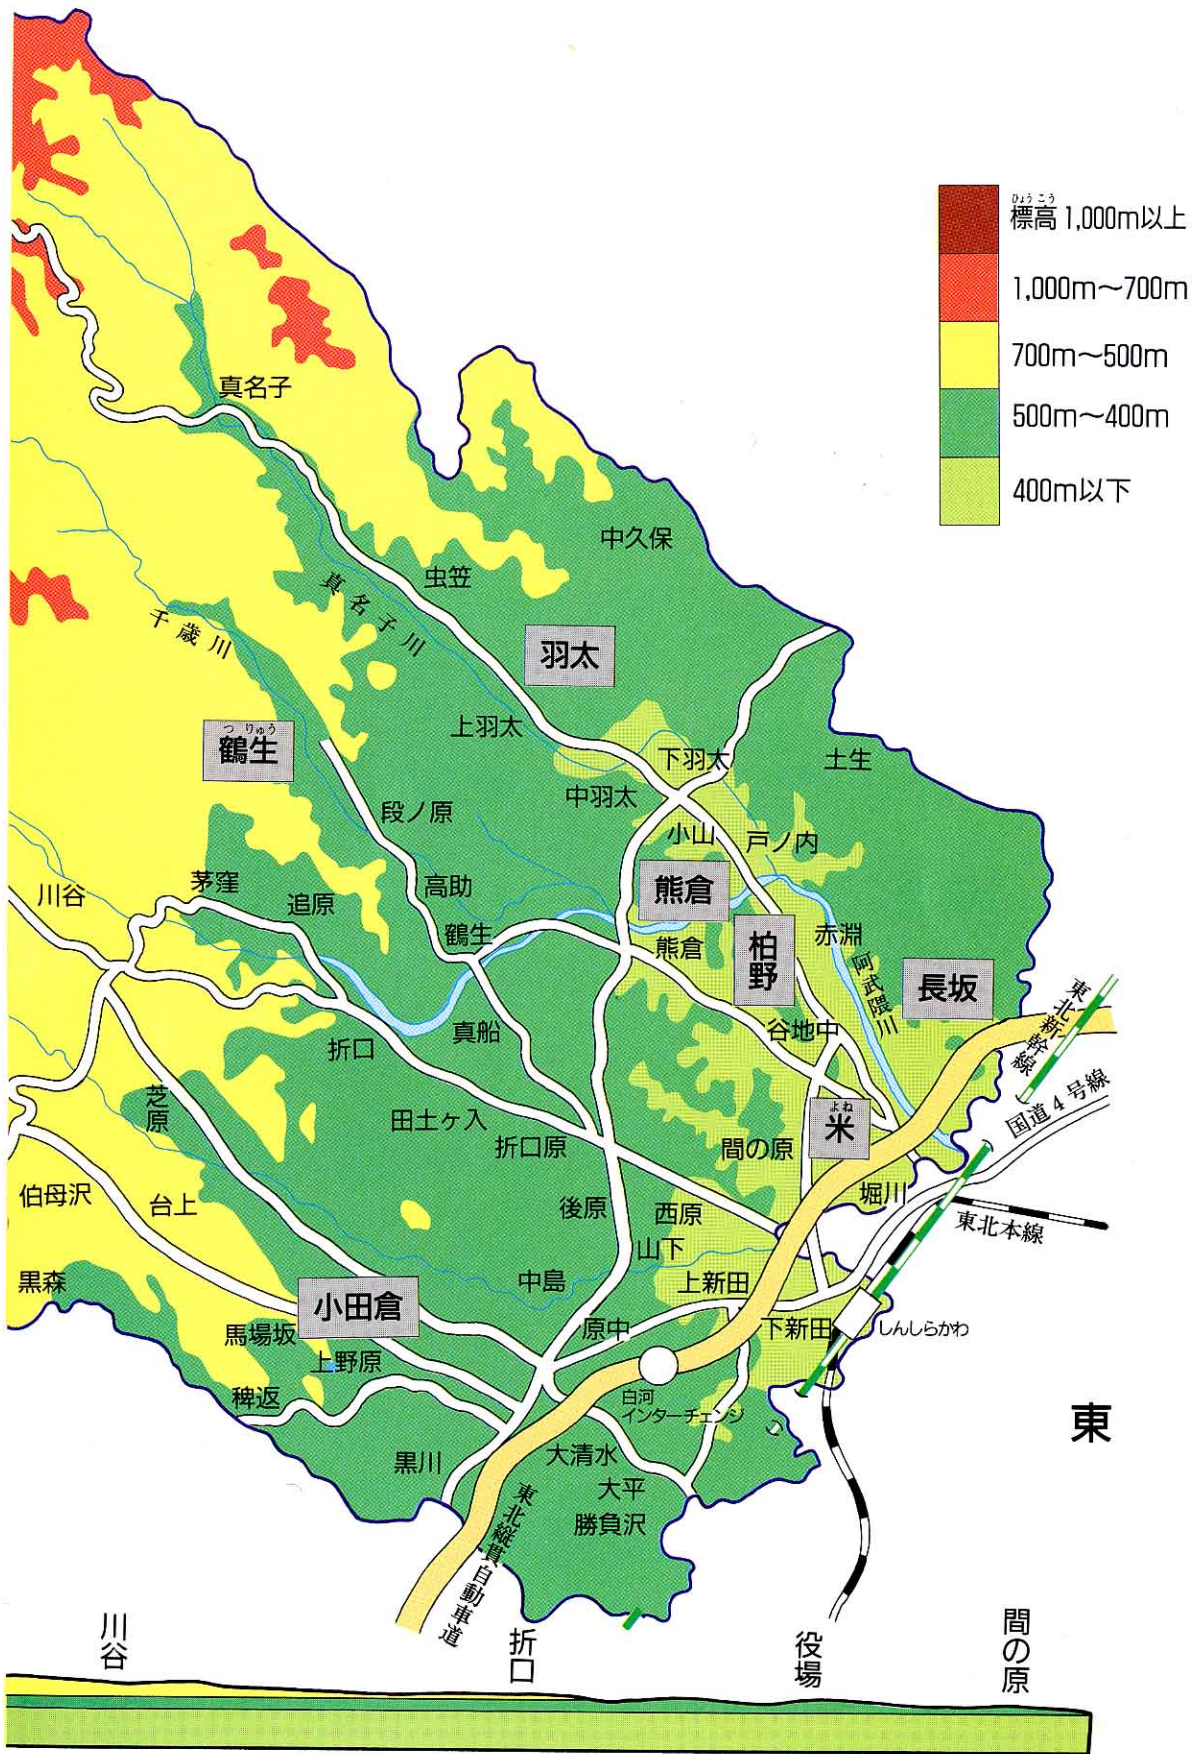 ひょうこう
標高1,000m以上
1,000m～700m
700m～500m
500m～400m
400m以下
真名子
中久保
虫笠
真名子川
千歳川
羽太
上羽太
つりゅう
鶴生
下羽太
土生
中羽太
段ノ原
小山
戸ノ内
川谷
茅窪
追原
高助
熊倉
鶴生
熊倉
柏野
赤淵
阿武隈川
長坂
東北新幹線
折口
真船
谷地中
国道4号線
芝原
田土ヶ入
折口原
よね
米
間の原
伯母沢
台上
後原
西原
堀川
東北本線
山下
黒森
中島
上新田
小田倉
馬場坂
上野原
原中
下新田
しんしらかわ
稗返
白河
インターチェンジ
東
黒川
大清水
大平
勝負沢
東北縦貫自動車道
川谷
折口
役場
間の原